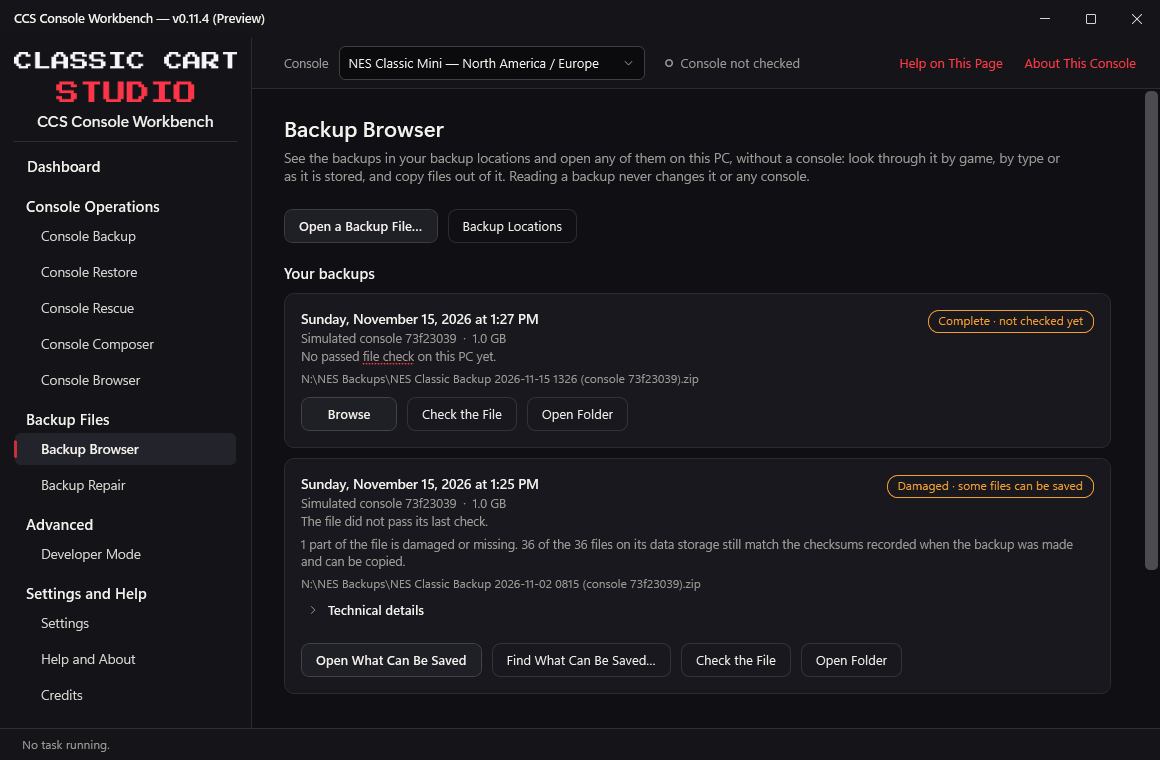 CCS Console Workbench — v0.11.4 (Preview)
CLASSIC CART
STUDIO
CCS Console Workbench
Dashboard
Console Operations
Console Backup
Console Restore
Console Rescue
Console Composer
Console Browser
Backup Files
Backup Browser
Backup Repair
Advanced
Developer Mode
Settings and Help
Settings
Help and About
Credits
Console
NES Classic Mini — North America / Europe
Console not checked
Help on This Page
About This Console
Backup Browser
See the backups in your backup locations and open any of them on this PC, without a console: look through it by game, by type or
as it is stored, and copy files out of it. Reading a backup never changes it or any console.
Open a Backup File...
Backup Locations
Your backups
Sunday, November 15, 2026 at 1:27 PM
Complete · not checked yet
Simulated console 73f23039 · 1.0 GB
No passed file check on this PC yet.
N:\NES Backups\NES Classic Backup 2026-11-15 1326 (console 73f23039).zip
Browse
Check the File
Open Folder
Sunday, November 15, 2026 at 1:25 PM
Damaged · some files can be saved
Simulated console 73f23039 · 1.0 GB
The file did not pass its last check.
1 part of the file is damaged or missing. 36 of the 36 files on its data storage still match the checksums recorded when the backup was made
and can be copied.
N:\NES Backups\NES Classic Backup 2026-11-02 0815 (console 73f23039).zip
Technical details
Open What Can Be Saved
Find What Can Be Saved...
Check the File
Open Folder
No task running.